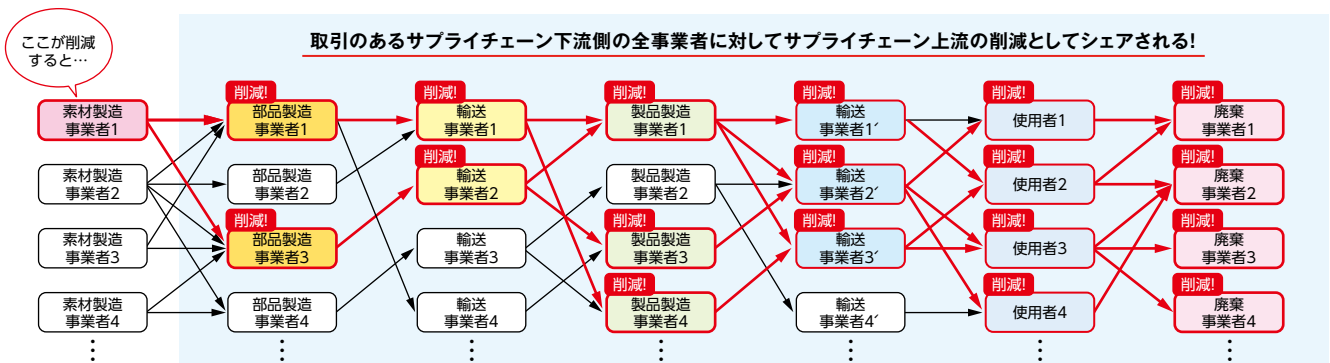 ここが削減
すると…
取引のあるサプライチェーン下流側の全事業者に対してサプライチェーン上流の削減としてシェアされる!
素材製造
事業者1
削減!
部品製造
事業者1
削減!
輸送
事業者1
削減!
製品製造
事業者1
削減!
輸送
事業者1´
削減!
使用者1
削減!
廃棄
事業者1
素材製造
事業者2
部品製造
事業者2
削減!
輸送
事業者2
製品製造
事業者2
削減!
輸送
事業者2´
削減!
使用者2
削減!
廃棄
事業者2
素材製造
事業者3
削減!
部品製造
事業者3
輸送
事業者3
削減!
製品製造
事業者3
削減!
輸送
事業者3´
削減!
使用者3
削減!
廃棄
事業者3
素材製造
事業者4
部品製造
事業者4
輸送
事業者4
削減!
製品製造
事業者4
輸送
事業者4´
削減!
使用者4
削減!
廃棄
事業者4